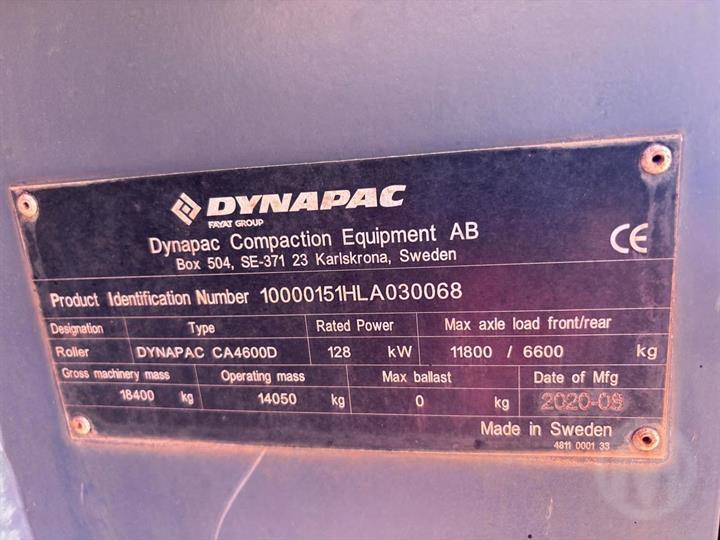 DYNAPAC
FAYAT GROUP
Dynapac Compaction Equipment AB
Box 504, SE-371 23 Karlskrona, Sweden
CE
Product Identification Number 10000151HLA030068
Designation Type Rated Power Max axle load front/rear
Roller DYNAPAC CA4600D 128 kW 11800 / 6600 kg
Gross machinery mass Operating mass Max ballast Date of Mfg
18400 kg 14050 kg 0 kg 2020-09
Made in Sweden
4811 0001 33